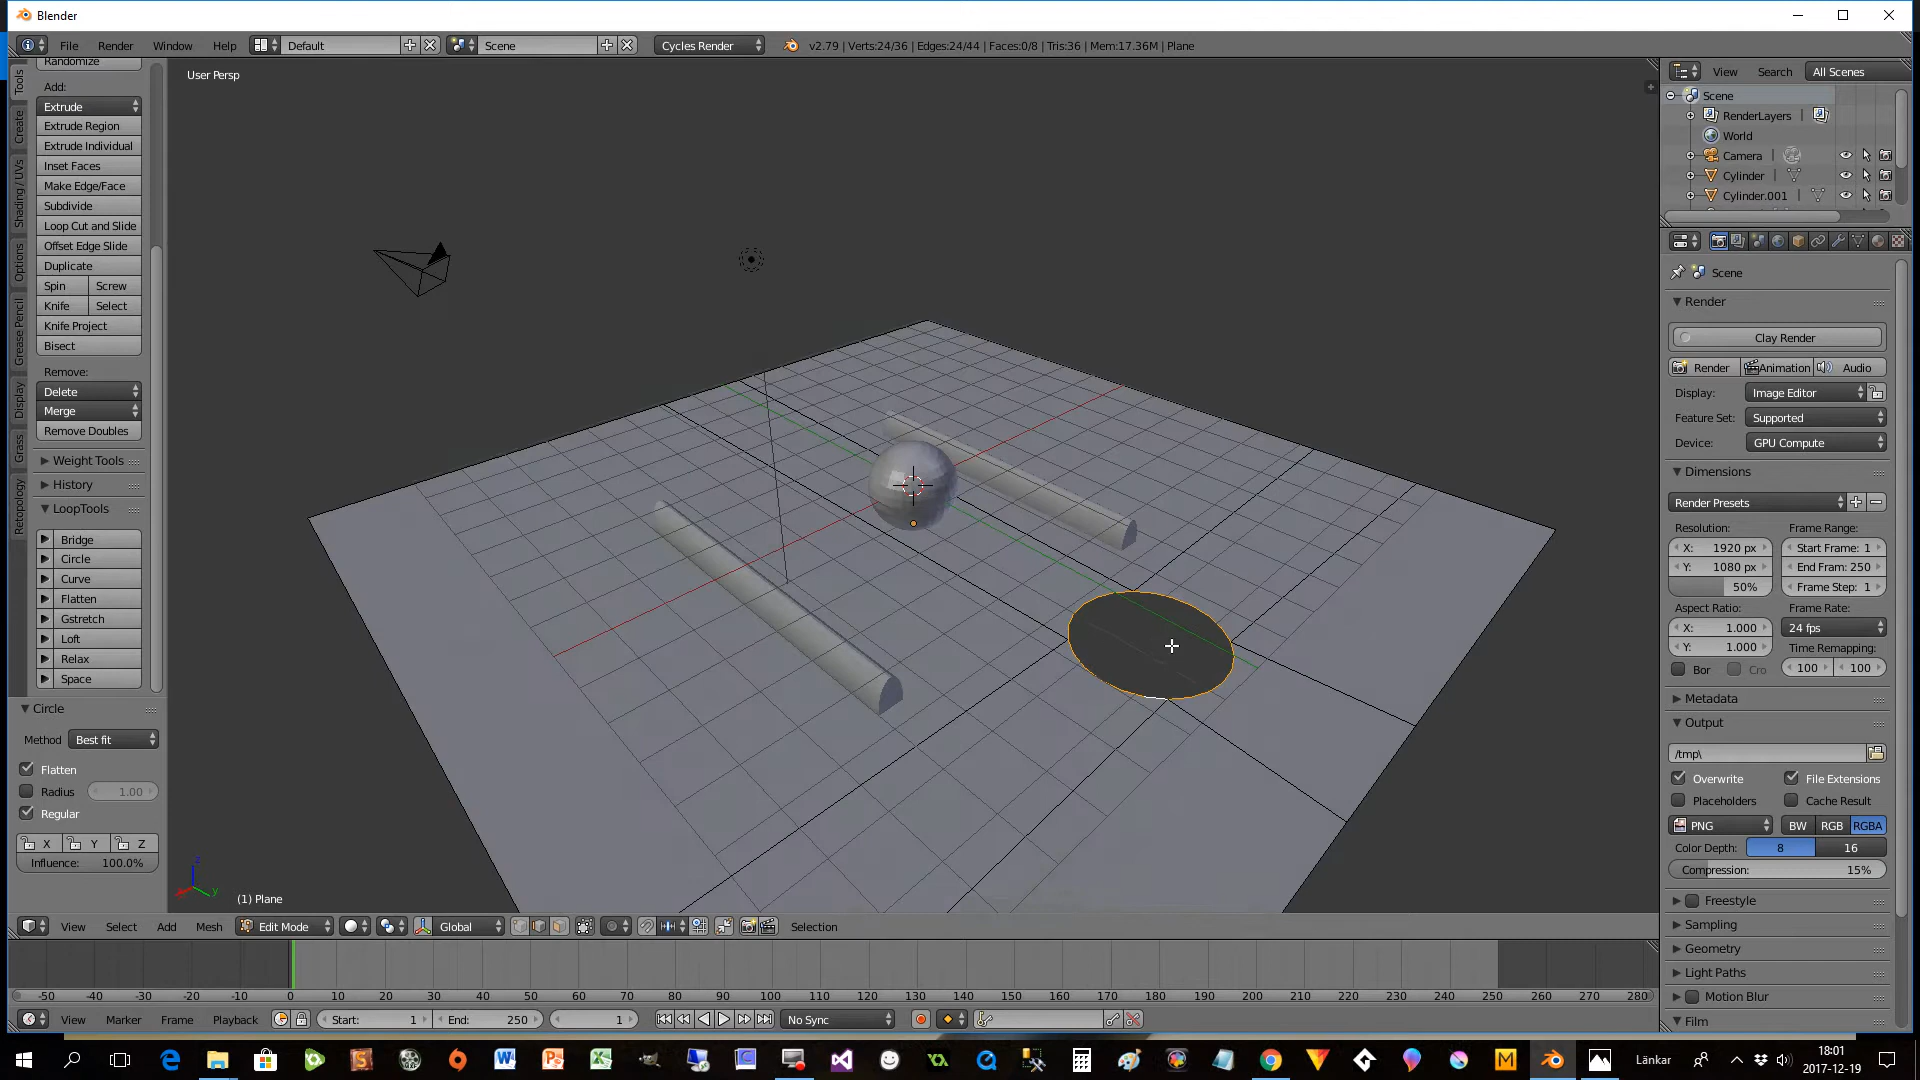 Blender
File Render Window Help Default Scene Cycles Render v2.79 | Verts:24/36 | Edges:24/44 | Faces:0/8 | Tris:36 | Mem:17.36M | Plane
Tools
Create
Shading / UVs
Options
Grease Pencil
Display
Grass
Retopology
Randomize
Add:
Extrude
Extrude Region
Extrude Individual
Inset Faces
Make Edge/Face
Subdivide
Loop Cut and Slide
Offset Edge Slide
Duplicate
Spin Screw
Knife Select
Knife Project
Bisect
Remove:
Delete
Merge
Remove Doubles
Weight Tools
History
LoopTools
Bridge
Circle
Curve
Flatten
Gstretch
Loft
Relax
Space
Circle
Method Best fit
Flatten
Radius 1.00
Regular
X Y Z
Influence: 100.0%
User Persp
z
y
(1) Plane
View Select Add Mesh Edit Mode Global Selection
-50 -40 -30 -20 -10 0 10 20 30 40 50 60 70 80 90 100 110 120 130 140 150 160 170 180 190 200 210 220 230 240 250 260 270 280
View Marker Frame Playback Start: 1 End: 250 1 No Sync
View Search All Scenes
Scene
RenderLayers |
World
Camera |
Cylinder |
Cylinder.001 |
Scene
Render
Clay Render
Render Animation Audio
Display: Image Editor
Feature Set: Supported
Device: GPU Compute
Dimensions
Render Presets
Resolution: Frame Range:
X: 1920 px Start Frame: 1
Y: 1080 px End Fram: 250
50% Frame Step: 1
Aspect Ratio: Frame Rate:
X: 1.000 24 fps
Y: 1.000 Time Remapping:
Bor Cro 100 100
Metadata
Output
/tmp\
Overwrite File Extensions
Placeholders Cache Result
PNG BW RGB RGBA
Color Depth: 8 16
Compression: 15%
Freestyle
Sampling
Geometry
Light Paths
Motion Blur
Film
Länkar
18:01
2017-12-19